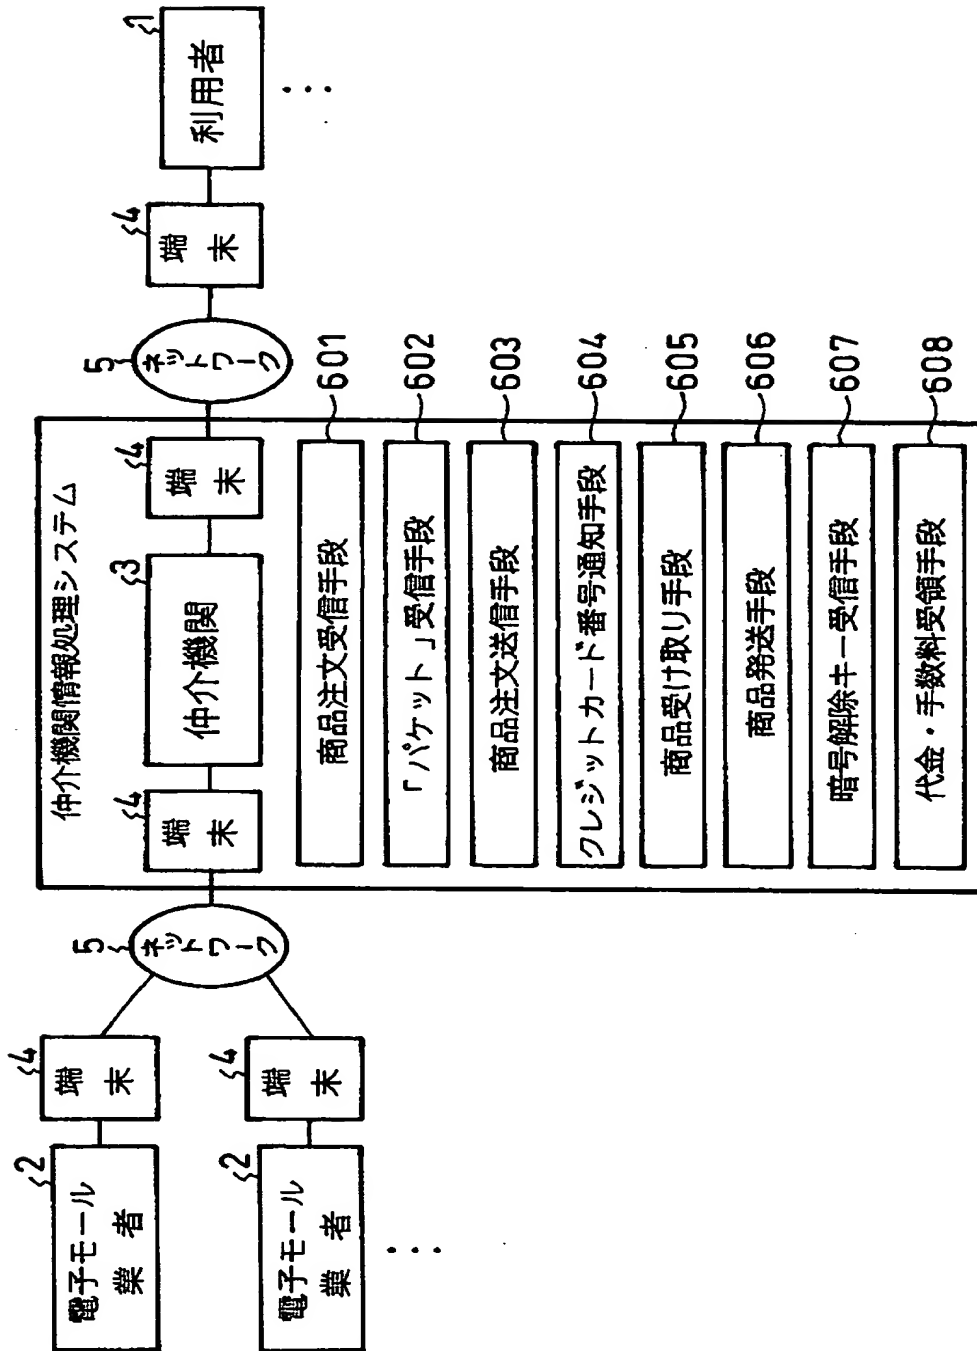 仲介機関情報処理システム
電子モール
業者
2
端末
4
電子モール
業者
2
端末
4
ネットワーク
5
端末
4
仲介機関
3
端末
4
ネットワーク
5
端末
4
利用者
1
商品注文受信手段
601
「パケット」受信手段
602
商品注文送信手段
603
クレジットカード番号通知手段
604
商品受け取り手段
605
商品発送手段
606
暗号解除キー受信手段
607
代金・手数料受領手段
608